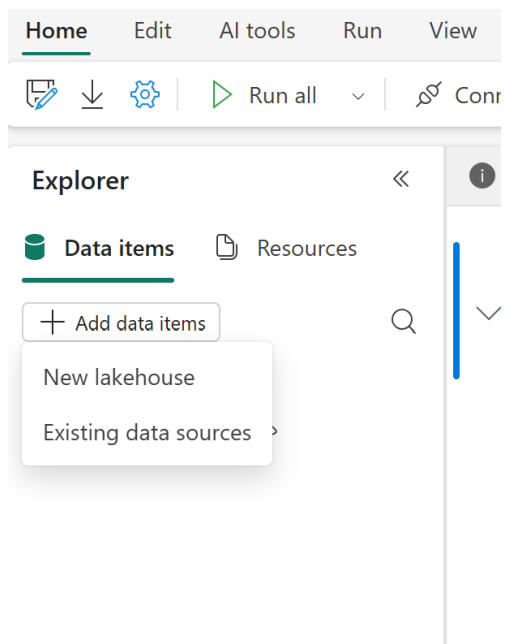 Home Edit AI tools Run View
Run all
Explorer
Data items Resources
Add data items
New lakehouse
Existing data sources